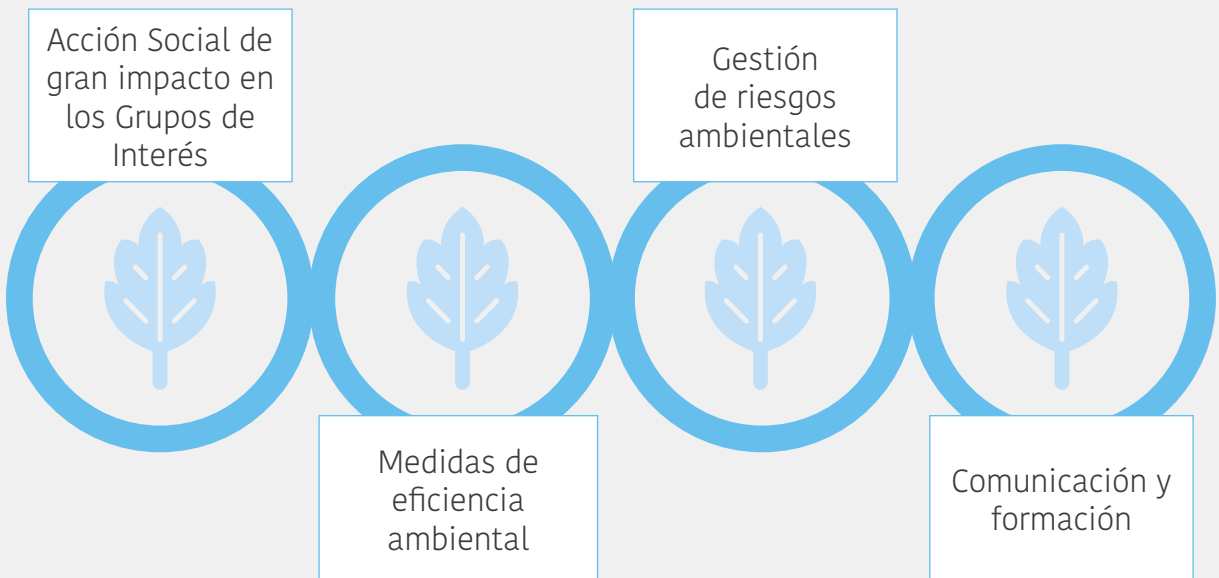 Acción Social de
gran impacto en
los Grupos de
Interés
Medidas de
eficiencia
ambiental
Gestión
de riesgos
ambientales
Comunicación y
formación